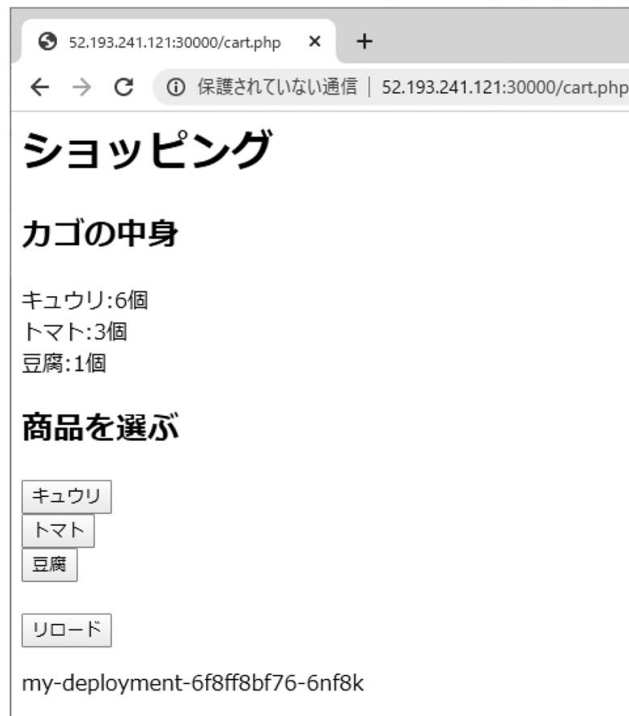 52.193.241.121:30000/cart.php
保護されていない通信 | 52.193.241.121:30000/cart.php
ショッピング
カゴの中身
キュウリ:6個
トマト:3個
豆腐:1個
商品を選ぶ
キュウリ
トマト
豆腐
リロード
my-deployment-6f8ff8bf76-6nf8k